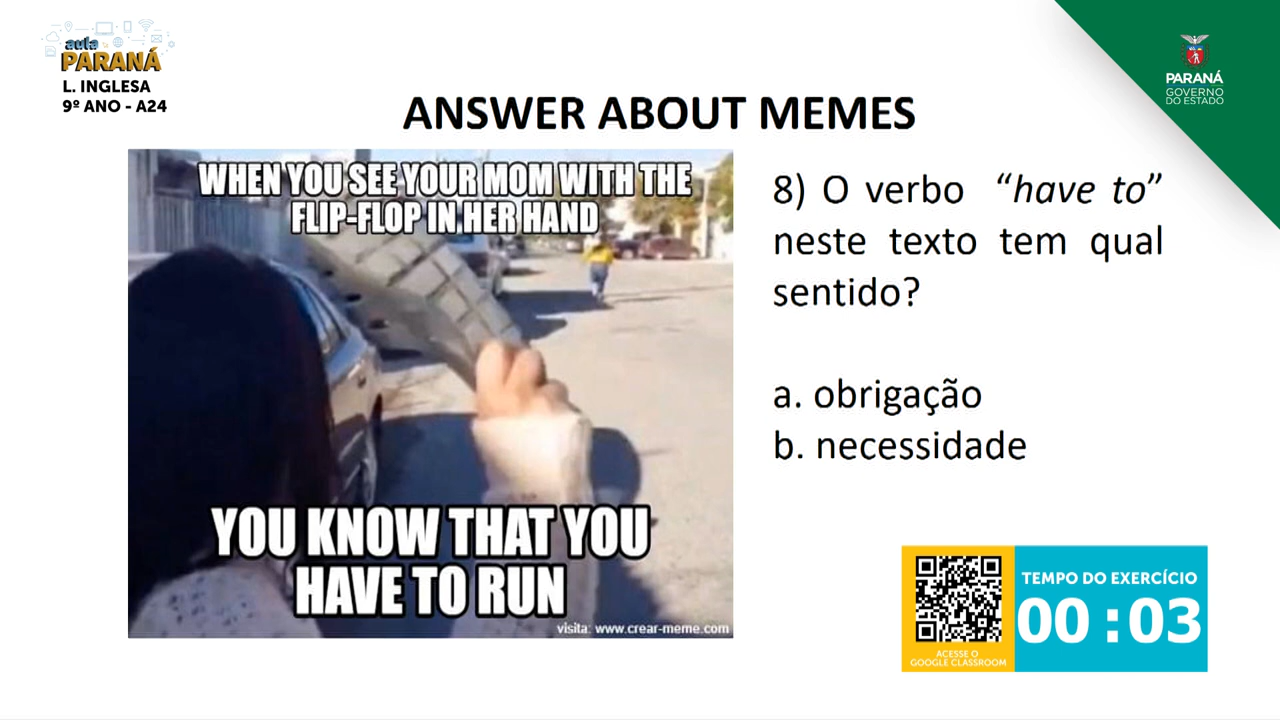 aula
PARANÁ
L. INGLESA
9º ANO - A24
PARANÁ
GOVERNO
DO ESTADO
ANSWER ABOUT MEMES
WHEN YOU SEE YOUR MOM WITH THE
FLIP-FLOP IN HER HAND
YOU KNOW THAT YOU
HAVE TO RUN
visita: www.crear-meme.com
8) O verbo “have to”
neste texto tem qual
sentido?
a. obrigação
b. necessidade
ACESSE O
GOOGLE CLASSROOM
TEMPO DO EXERCÍCIO
00 : 03